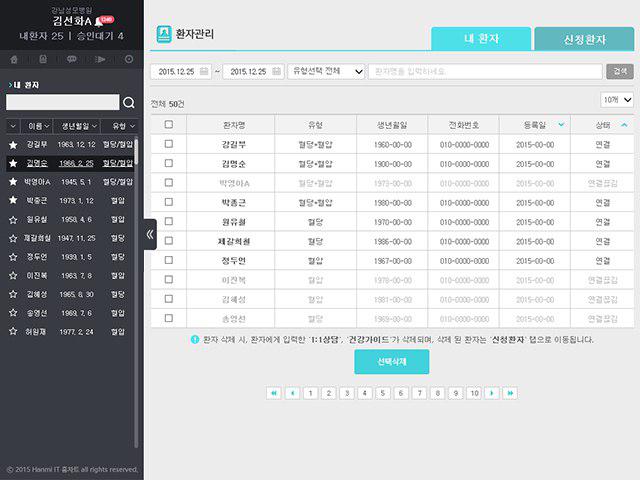 강남성모병원
김선화A 1240
내환자 25 | 승인대기 4
내 환자
이름 생년월일 유형
강길부 1963, 12, 12 혈당/혈압
김명순 1966, 2, 25 혈당/혈압
박영아A 1945, 5, 1 혈당/혈압
박중근 1973, 1, 12 혈압
원유철 1958, 4, 6 혈압
제갈희철 1947, 11, 25 혈당
정두언 1939, 1, 5 혈당
이진복 1963, 7, 8 혈압
김혜성 1965, 8, 30 혈당
송영선 1969, 7, 6 혈압
허원재 1977, 2, 24 혈압
ⓒ 2015 Hanmi IT 홈차트 all rights reserved.
환자관리
내 환자 신청환자
2015.12.25 ~ 2015.12.25 유형선택 전체 환자명을 입력하세요. 검색
전체 50건 10개
환자명 유형 생년월일 전화번호 등록일 상태
강길부 혈당+혈압 1960-00-00 010-0000-0000 2015-00-00 연결
김명순 혈당+혈압 1900-00-00 010-0000-0000 2015-00-00 연결
박영아A 혈당+혈압 1973-00-00 010-0000-0000 2015-00-00 연결끊김
박종근 혈당+혈압 1980-00-00 010-0000-0000 2015-00-00 연결
원유철 혈당 1970-00-00 010-0000-0000 2015-00-00 연결
제갈희철 혈당 1986-00-00 010-0000-0000 2015-00-00 연결
정두언 혈압 1967-00-00 010-0000-0000 2015-00-00 연결
이진복 혈압 1978-00-00 010-0000-0000 2015-00-00 연결끊김
김혜성 혈압 1981-00-00 010-0000-0000 2015-00-00 연결끊김
송영선 혈당 1969-00-00 010-0000-0000 2015-00-00 연결끊김
환자 삭제 시, 환자에게 입력한 '1:1상담', '건강가이드'가 삭제되며, 삭제 된 환자는 '신청환자' 탭으로 이동됩니다.
선택삭제
1 2 3 4 5 6 7 8 9 10